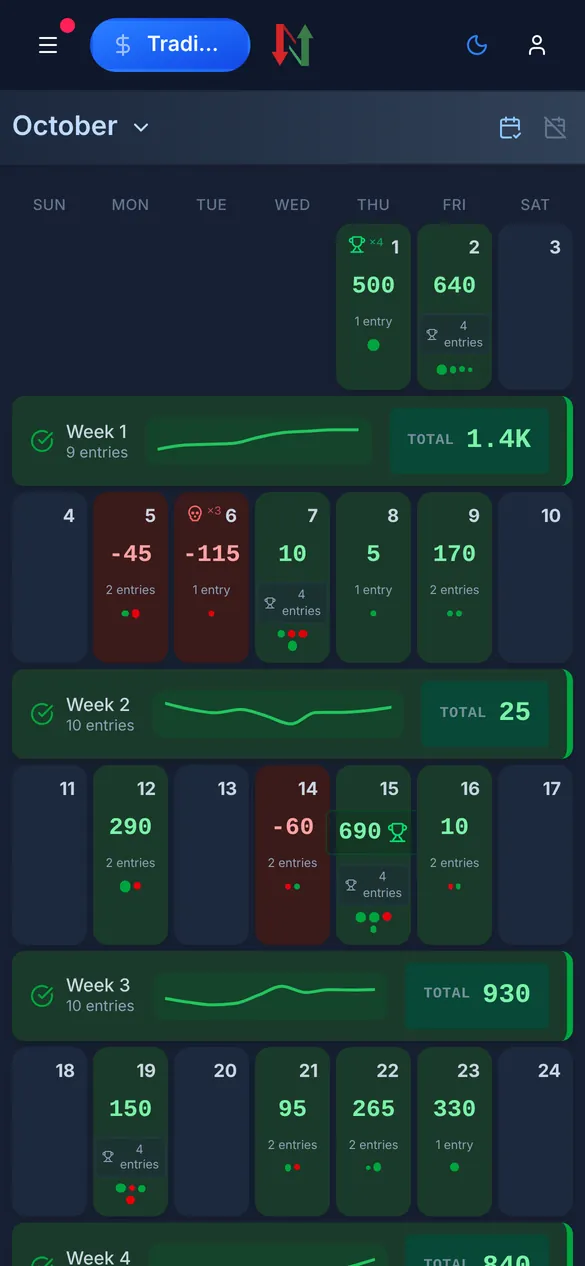 $ Tradi...
October
SUN MON TUE WED THU FRI SAT
×4 1
500
1 entry
2
640
4
entries
3
Week 1
9 entries
TOTAL 1.4K
4
5
-45
2 entries
×3 6
-115
1 entry
7
10
4
entries
8
5
1 entry
9
170
2 entries
10
Week 2
10 entries
TOTAL 25
11
12
290
2 entries
13
14
-60
2 entries
15
690
4
entries
16
10
2 entries
17
Week 3
10 entries
TOTAL 930
18
19
150
4
entries
20
21
95
2 entries
22
265
2 entries
23
330
1 entry
24
Week 4
TOTAL 840